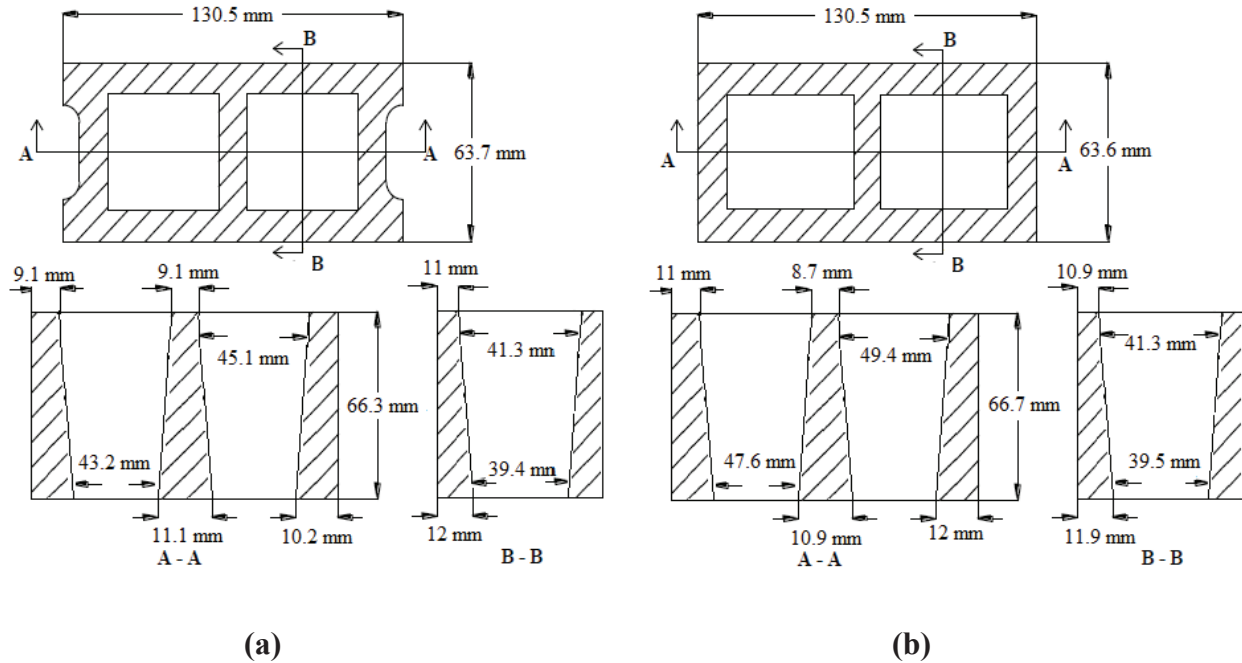 130.5 mm
B
A
A
63.7 mm
B
9.1 mm
9.1 mm
45.1 mm
66.3 mm
43.2 mm
11.1 mm
10.2 mm
A - A
11 mm
41.3 mn
39.4 mn
12 mm
B - B
(a)
130.5 mm
B
A
A
63.6 mm
B
11 mm
8.7 mm
49.4 mm
66.7 mm
47.6 mm
10.9 mm
12 mm
A - A
10.9 mm
41.3 mm
39.5 mm
11.9 mm
B - B
(b)